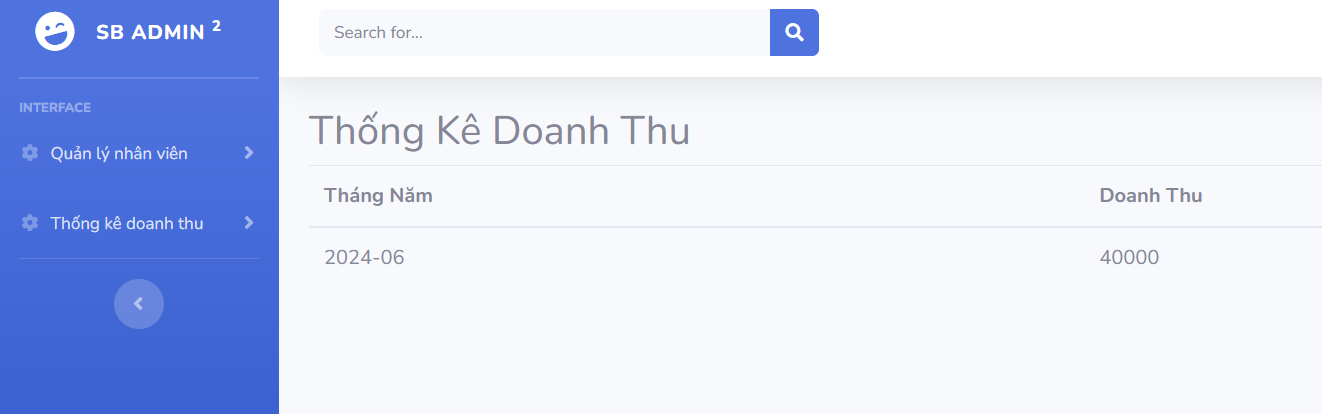 SB ADMIN 2
Search for...
INTERFACE
Quản lý nhân viên
Thống kê doanh thu
Thống Kê Doanh Thu
Tháng Năm Doanh Thu
2024-06 40000